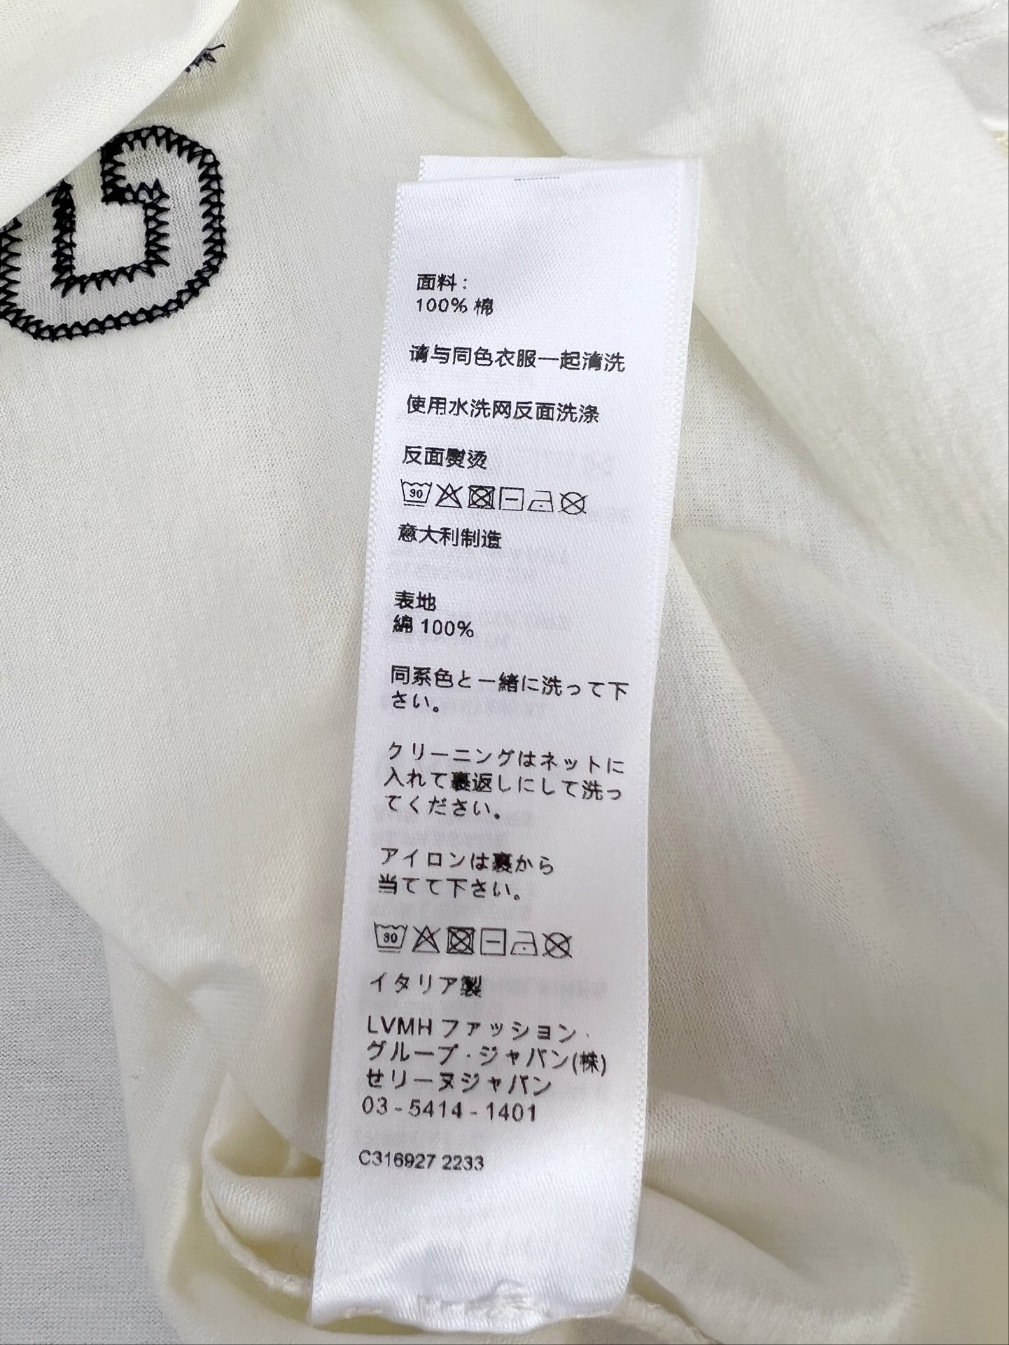 面料：
100% 棉
请与同色衣服一起清洗
使用水洗网反面洗涤
反面熨烫
30
意大利制造
表地
綿 100%
同系色と一緒に洗って下
さい。
クリーニングはネットに
入れて裏返しにして洗っ
てください。
アイロンは裏から
当てて下さい。
30
イタリア製
LVMH ファッション・
グループ・ジャパン(株)
せリーヌジャパン
03 - 5414 - 1401
C316927 2233